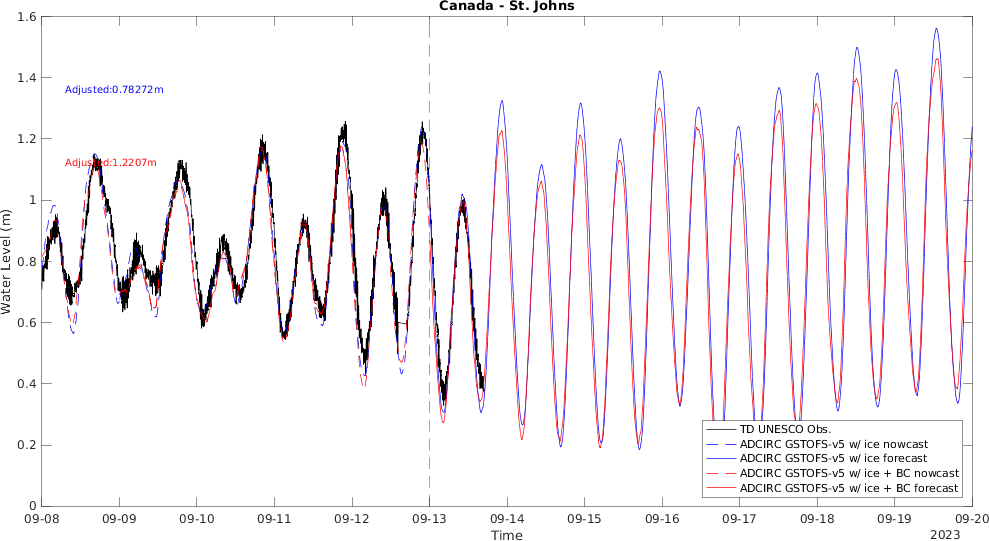 Canada - St. Johns
1.6
1.4
1.2
1
0.8
0.6
0.4
0.2
0
Water Level (m)
Adjusted:0.78272m
Adjusted:1.2207m
TD UNESCO Obs.
ADCIRC GSTOFS-v5 w/ ice nowcast
ADCIRC GSTOFS-v5 w/ ice forecast
ADCIRC GSTOFS-v5 w/ ice + BC nowcast
ADCIRC GSTOFS-v5 w/ ice + BC forecast
09-08 09-09 09-10 09-11 09-12 09-13 09-14 09-15 09-16 09-17 09-18 09-19 09-20
Time
2023